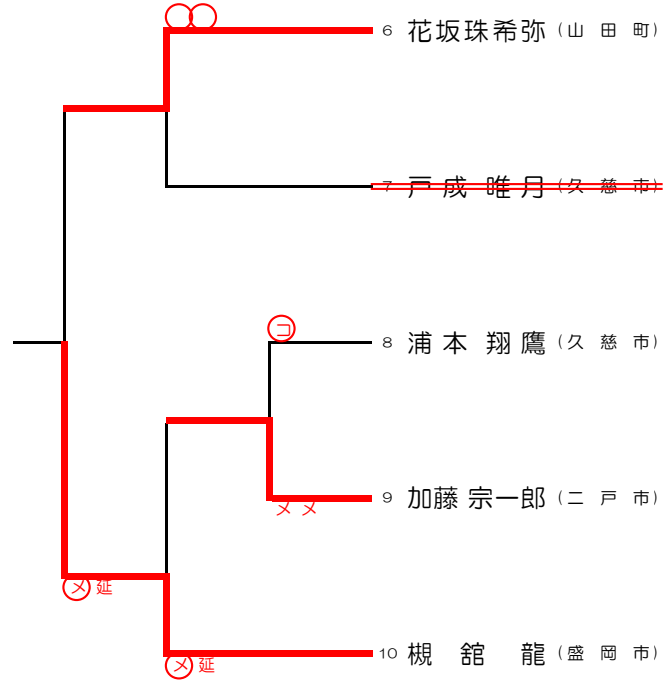 6 花坂珠希弥 (山 田 町)
7 戸成 唯月 (久 慈 市)
コ
8 浦本 翔鷹 (久 慈 市)
9 加藤 宗一郎 (二 戸 市)
メ メ
メ 延
10 槻舘 龍 (盛 岡 市)
メ 延